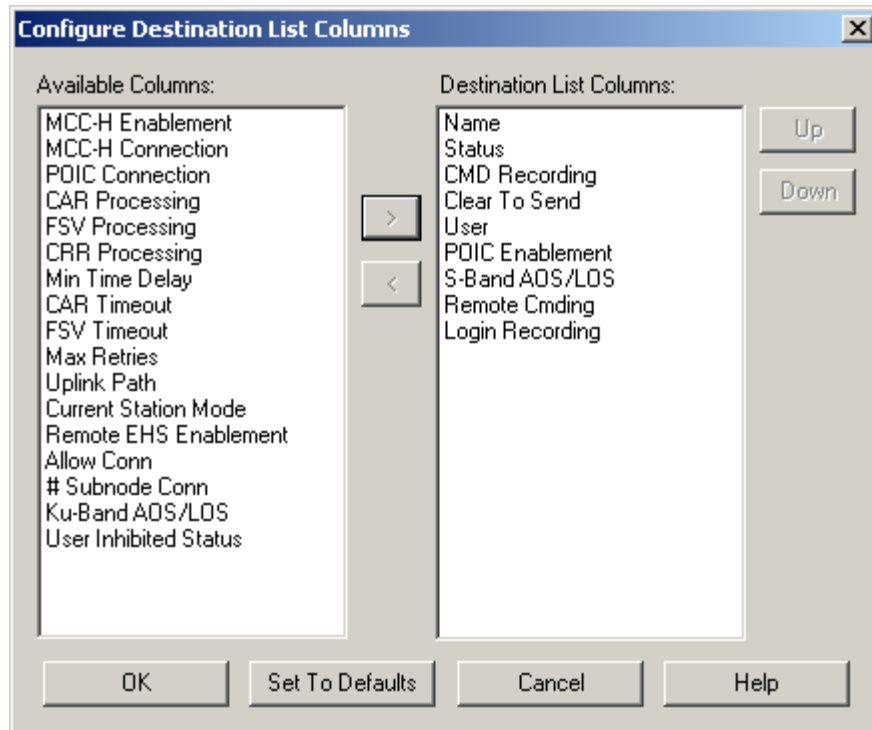 Configure Destination List Columns
Available Columns:
MCC-H Enablement
MCC-H Connection
POIC Connection
CAR Processing
FSV Processing
CRR Processing
Min Time Delay
CAR Timeout
FSV Timeout
Max Retries
Uplink Path
Current Station Mode
Remote EHS Enablement
Allow Conn
# Subnode Conn
Ku-Band AOS/LOS
User Inhibited Status
>
<
Destination List Columns:
Name
Status
CMD Recording
Clear To Send
User
POIC Enablement
S-Band AOS/LOS
Remote Cmding
Login Recording
Up
Down
OK
Set To Defaults
Cancel
Help